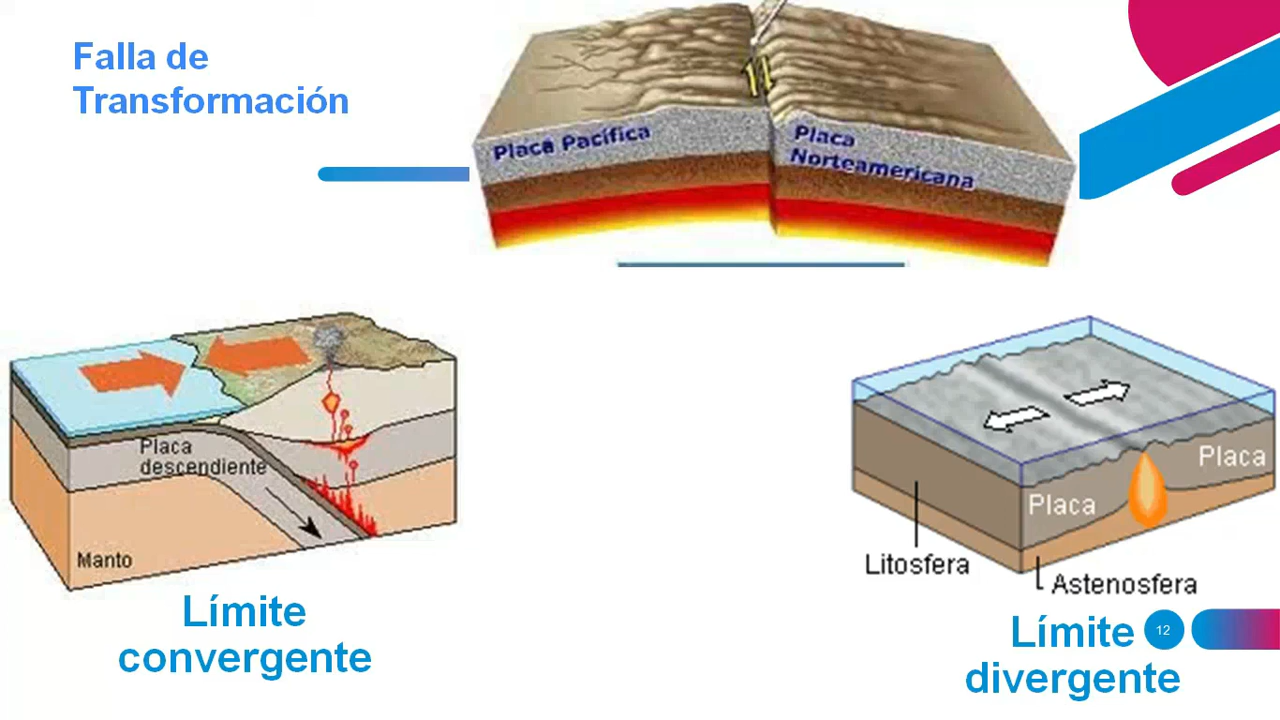 Falla de
Transformación
Placa Pacífica
Placa
Norteamericana
Placa
descendiente
Manto
Límite
convergente
Placa
Placa
Litosfera
Astenosfera
Límite
divergente
12